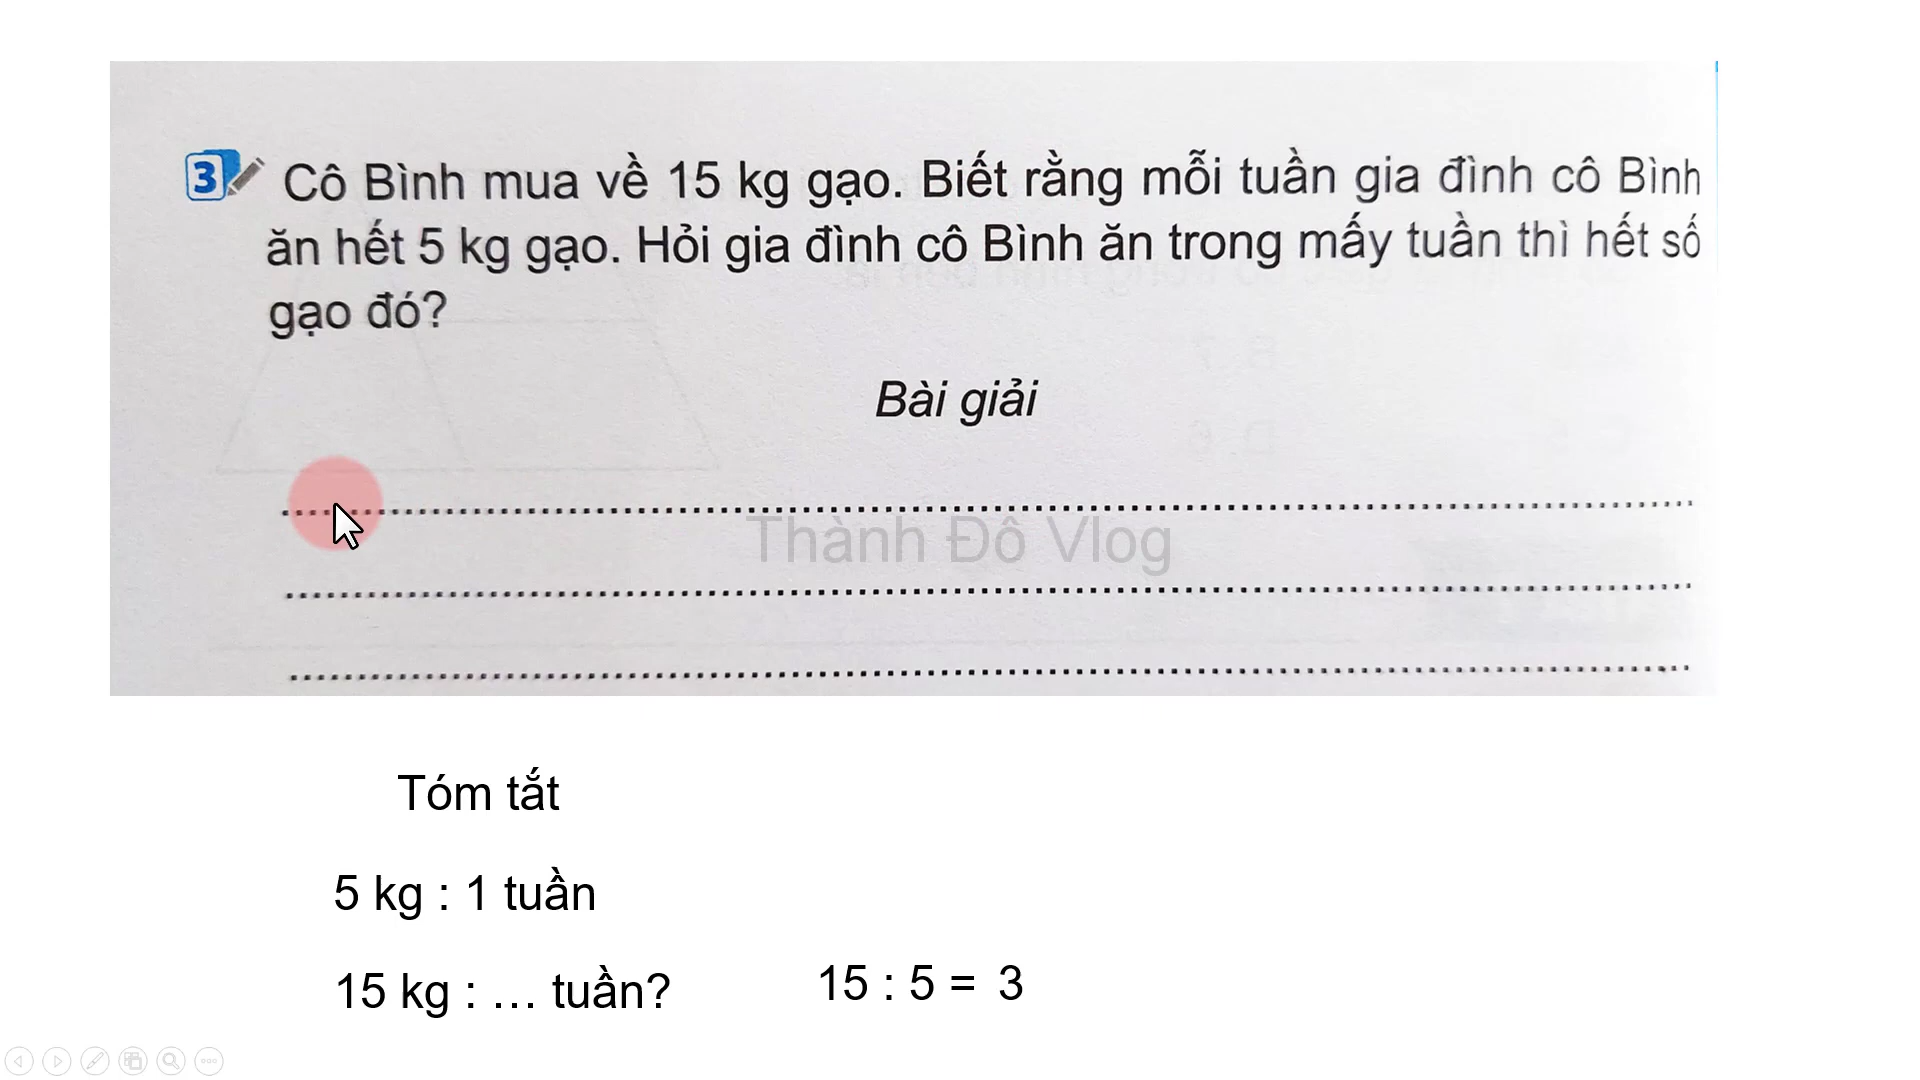 3 Cô Bình mua về 15 kg gạo. Biết rằng mỗi tuần gia đình cô Bình
ăn hết 5 kg gạo. Hỏi gia đình cô Bình ăn trong mấy tuần thì hết số
gạo đó?
Bài giải
Thành Đô Vlog
Tóm tắt
5 kg : 1 tuần
15 kg : ... tuần?
15 : 5 = 3